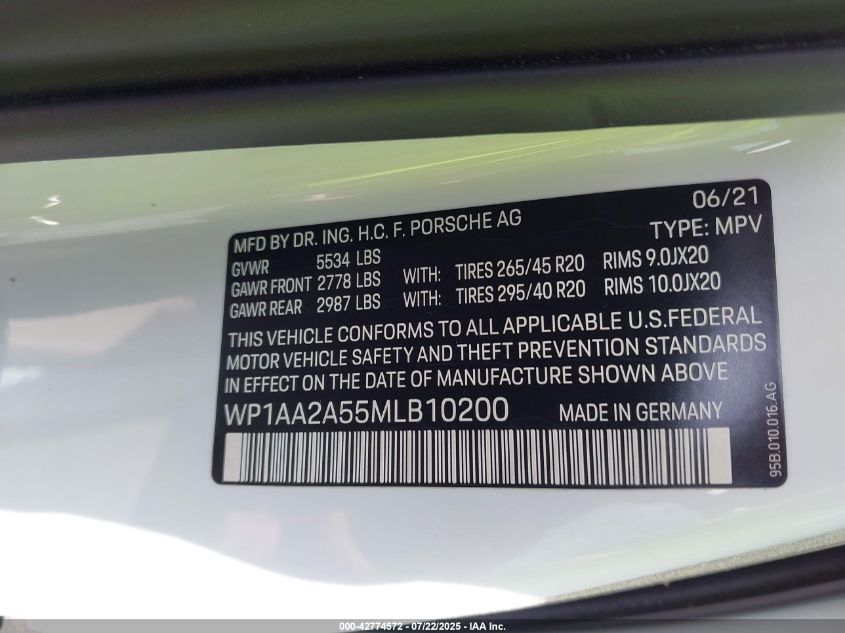 06/21
MFD BY DR. ING. H.C. F. PORSCHE AG
TYPE: MPV
GVWR 5534 LBS
GAWR FRONT 2778 LBS WITH: TIRES 265/45 R20 RIMS 9.0JX20
GAWR REAR 2987 LBS WITH: TIRES 295/40 R20 RIMS 10.0JX20
THIS VEHICLE CONFORMS TO ALL APPLICABLE U.S.FEDERAL
MOTOR VEHICLE SAFETY AND THEFT PREVENTION STANDARDS
IN EFFECT ON THE DATE OF MANUFACTURE SHOWN ABOVE
WP1AA2A55MLB10200 MADE IN GERMANY
95B.010.016.AG
000-42774572 - 07/22/2025 - IAA Inc.